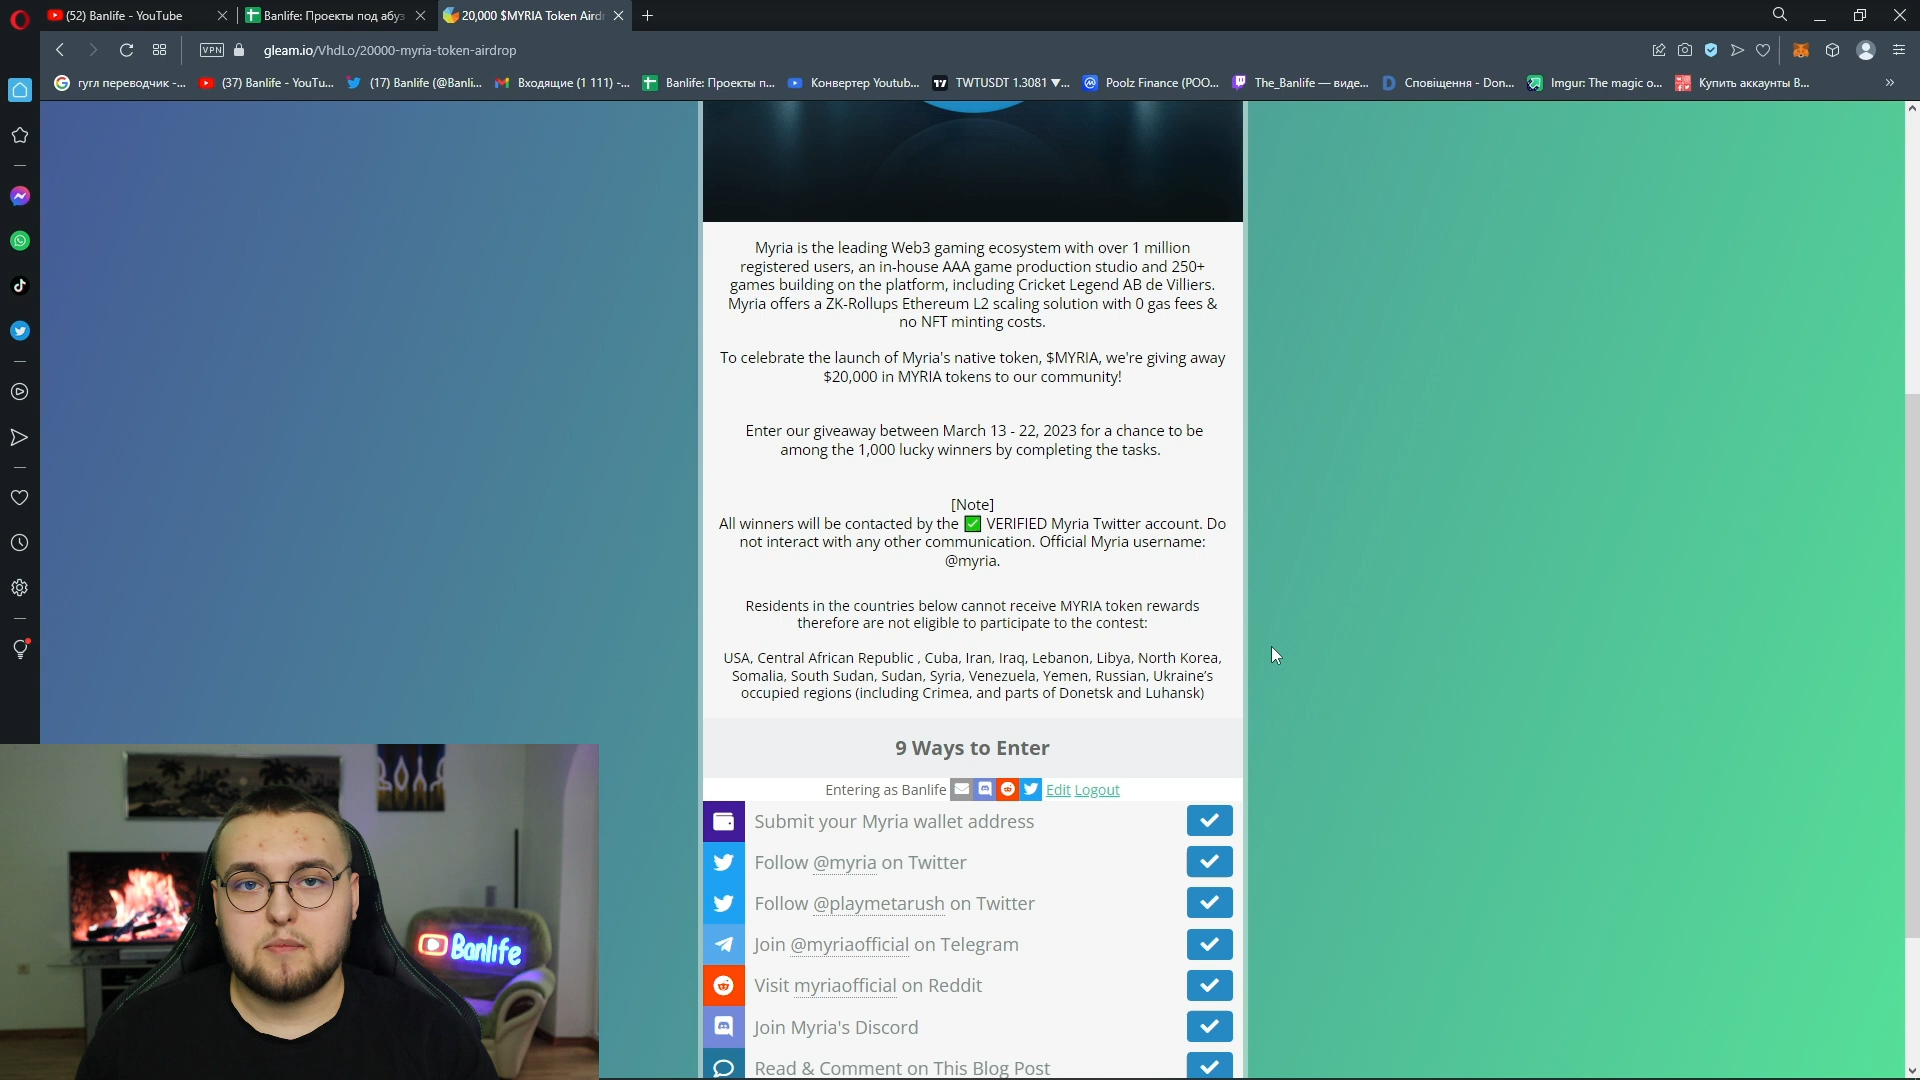 (52) Banlife - YouTube
Banlife: Проекты под абуз
20,000 $MYRIA Token Airdr
VPN
gleam.io/VhdLo/20000-myria-token-airdrop
гугл переводчик -...
(37) Banlife - YouTu...
(17) Banlife (@Banli...
Входящие (1 111) -...
Banlife: Проекты п...
Конвертер Youtub...
TWTUSDT 1.3081 ▼...
Poolz Finance (POO...
The_Banlife — виде...
Сповіщення - Don...
Imgur: The magic o...
Купить аккаунты В...
Myria is the leading Web3 gaming ecosystem with over 1 million
registered users, an in-house AAA game production studio and 250+
games building on the platform, including Cricket Legend AB de Villiers.
Myria offers a ZK-Rollups Ethereum L2 scaling solution with 0 gas fees &
no NFT minting costs.
To celebrate the launch of Myria's native token, $MYRIA, we're giving away
$20,000 in MYRIA tokens to our community!
Enter our giveaway between March 13 - 22, 2023 for a chance to be
among the 1,000 lucky winners by completing the tasks.
[Note]
All winners will be contacted by the ✅ VERIFIED Myria Twitter account. Do
not interact with any other communication. Official Myria username:
@myria.
Residents in the countries below cannot receive MYRIA token rewards
therefore are not eligible to participate to the contest:
USA, Central African Republic , Cuba, Iran, Iraq, Lebanon, Libya, North Korea,
Somalia, South Sudan, Sudan, Syria, Venezuela, Yemen, Russian, Ukraine's
occupied regions (including Crimea, and parts of Donetsk and Luhansk)
9 Ways to Enter
Entering as Banlife Edit Logout
Submit your Myria wallet address
Follow @myria on Twitter
Follow @playmetarush on Twitter
Join @myriaofficial on Telegram
Visit myriaofficial on Reddit
Join Myria's Discord
Read & Comment on This Blog Post
Banlife